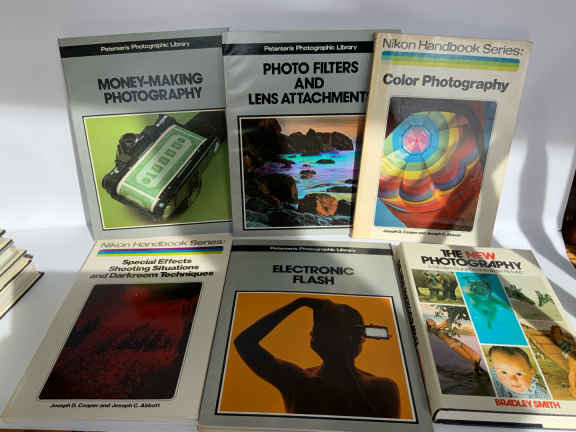 Petersen's Photographic Library
MONEY-MAKING
PHOTOGRAPHY
Petersen's Photographic Library
PHOTO FILTERS
AND
LENS ATTACHMENTS
Nikon Handbook Series:
Color Photography
Joseph D. Cooper and Joseph C. Abbott
Nikon Handbook Series:
Special Effects
Shooting Situations
and Darkroom Techniques
Joseph D. Cooper and Joseph C. Abbott
Petersen's Photographic Library
ELECTRONIC
FLASH
THE NEW
PHOTOGRAPHY
BRADLEY SMITH